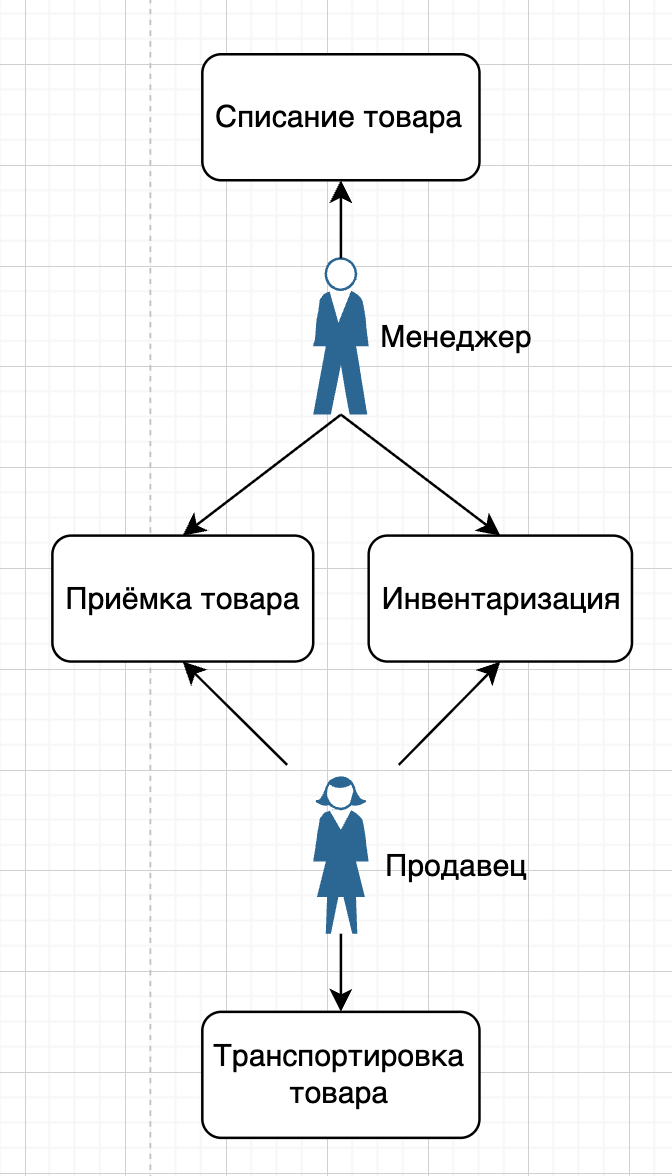 Списание товара
Менеджер
Приёмка товара
Инвентаризация
Продавец
Транспортировка
товара